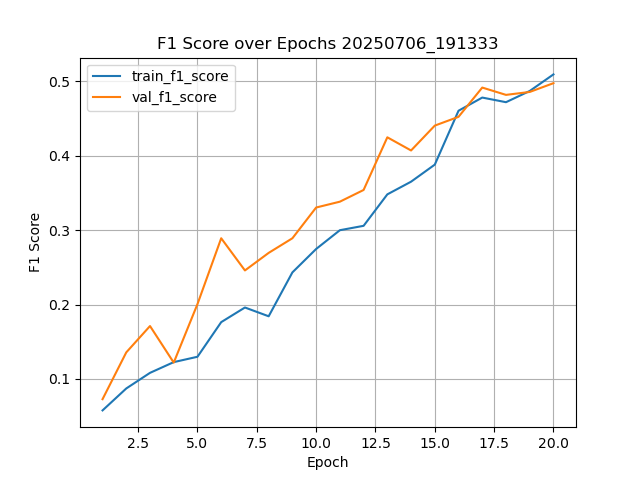 F1 Score over Epochs 20250706_191333
train_f1_score
val_f1_score
F1 Score
0.5
0.4
0.3
0.2
0.1
2.5 5.0 7.5 10.0 12.5 15.0 17.5 20.0
Epoch